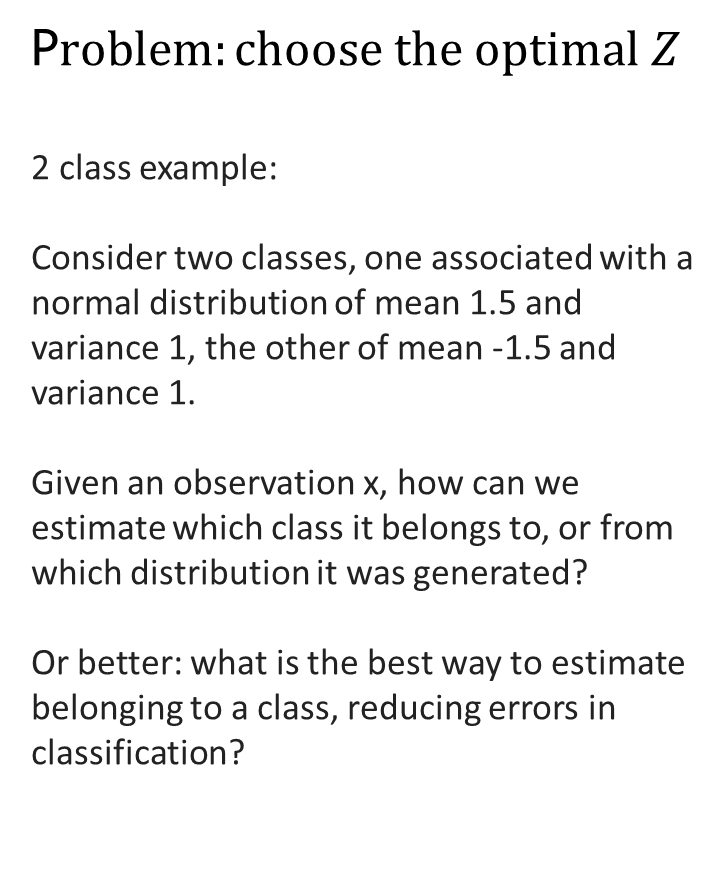 Problem: choose the optimal Z
2 class example:
Consider two classes, one associated with a
normal distribution of mean 1.5 and
variance 1, the other of mean -1.5 and
variance 1.
Given an observation x, how can we
estimate which class it belongs to, or from
which distribution it was generated?
Or better: what is the best way to estimate
belonging to a class, reducing errors in
classification?